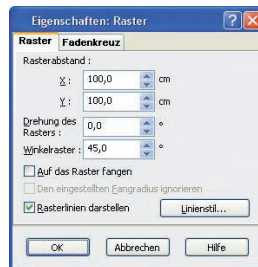 Eigenschaften: Raster
Raster Fadenkreuz
Rasterabstand :
X : 100,0 cm
Y : 100,0 cm
Drehung des Rasters : 0,0 °
Winkelraster : 45,0 °
Auf das Raster fangen
Den eingestellten Fangradius ignorieren
Rasterlinien darstellen Linienstil...
OK Abbrechen Hilfe